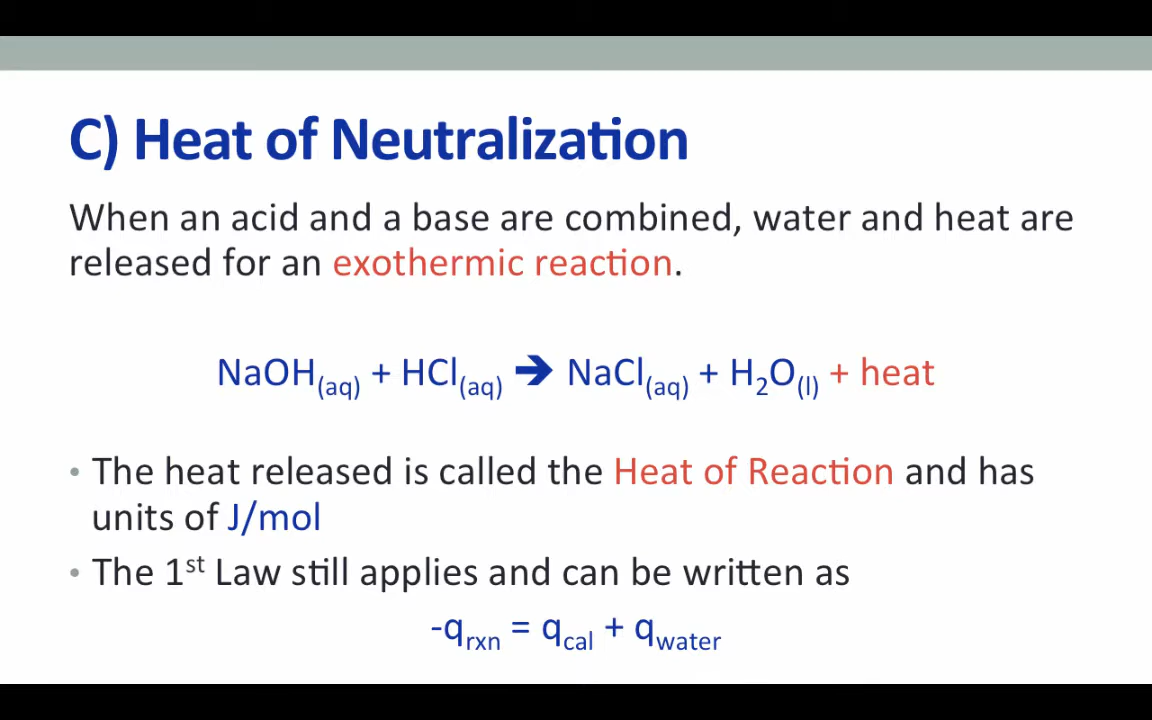 C) Heat of Neutralization
When an acid and a base are combined, water and heat are
released for an exothermic reaction.
NaOH(aq) + HCl(aq) ➔ NaCl(aq) + H₂O(l) + heat
• The heat released is called the Heat of Reaction and has
units of J/mol
• The 1ˢᵗ Law still applies and can be written as
-qrxn = qcal + qwater